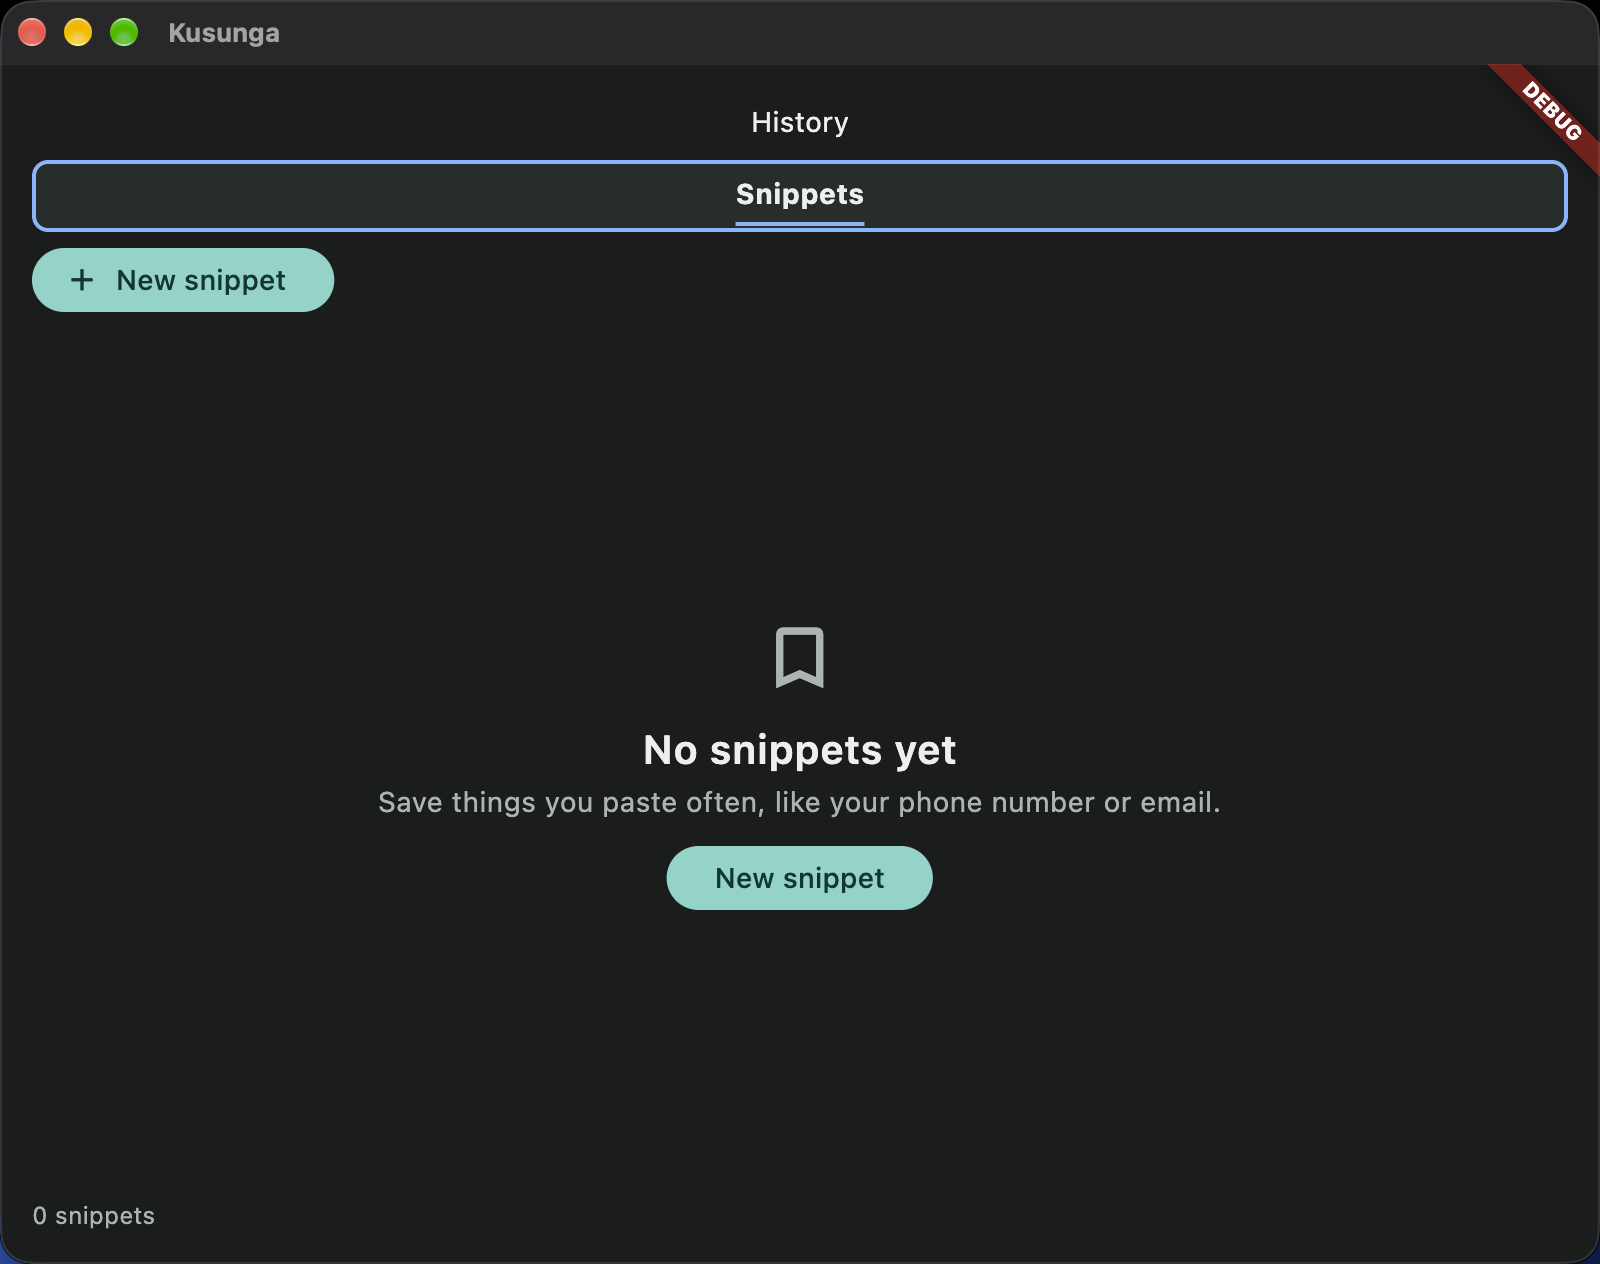 Kusunga
DEBUG
History
Snippets
+ New snippet
No snippets yet
Save things you paste often, like your phone number or email.
New snippet
0 snippets